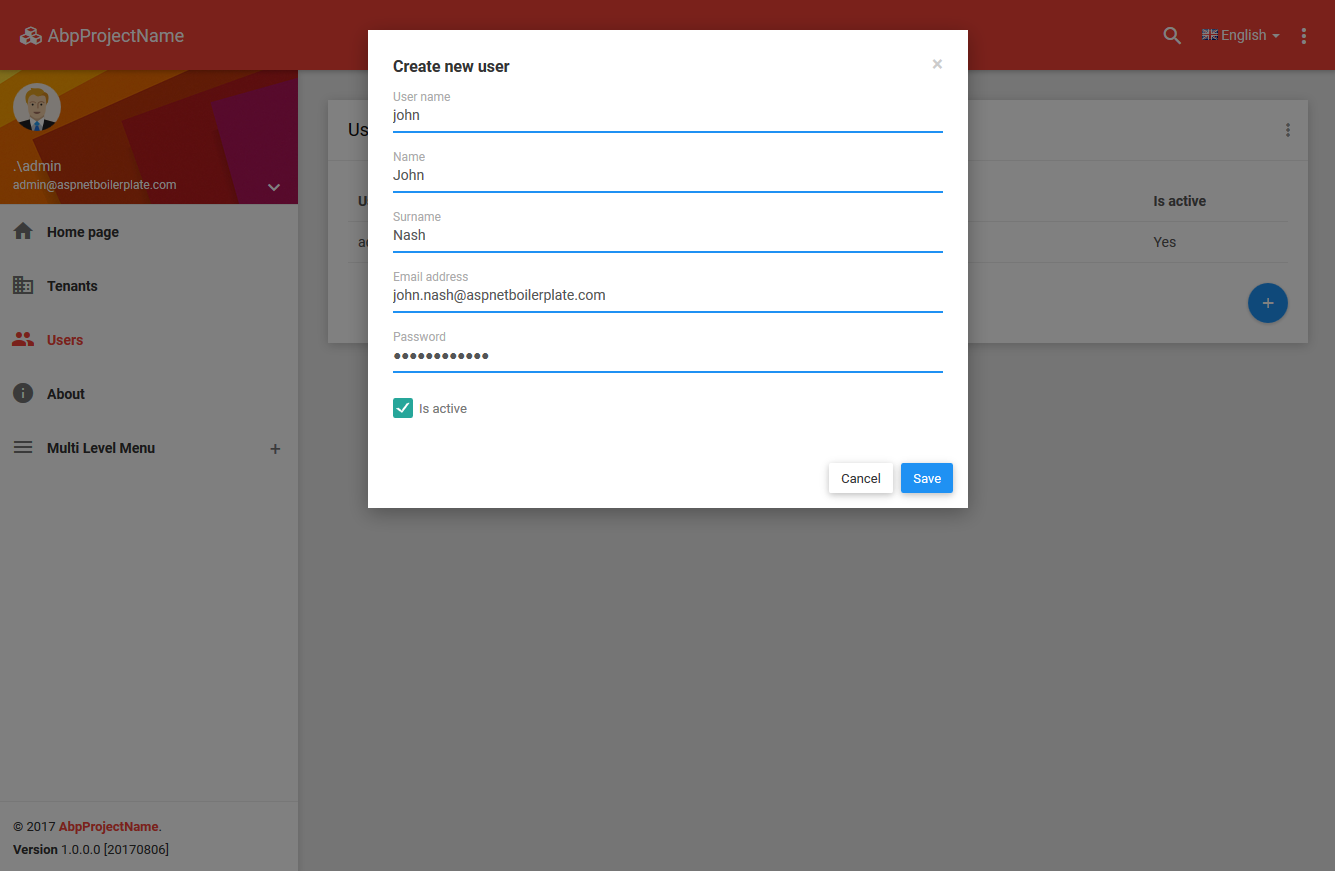 AbpProjectName
English
.\admin
admin@aspnetboilerplate.com
Home page
Tenants
Users
About
Multi Level Menu
+
© 2017 AbpProjectName.
Version 1.0.0.0 [20170806]
Create new user
×
User name
john
Name
John
Surname
Nash
Email address
john.nash@aspnetboilerplate.com
Password
●●●●●●●●●●●●
Is active
Cancel
Save
Is active
Yes
+